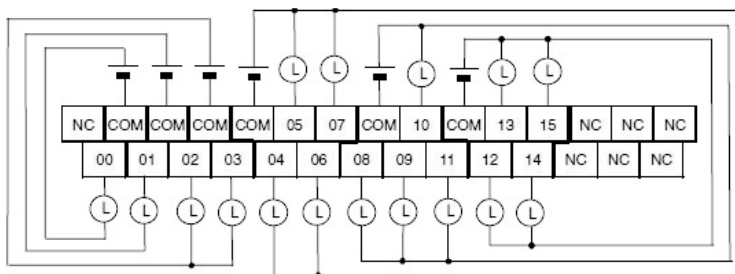 L L L L L
NC COM COM COM COM 05 07 COM 10 COM 13 15 NC NC NC
00 01 02 03 04 06 08 09 11 12 14 NC NC NC
L L L L L L L L L L L